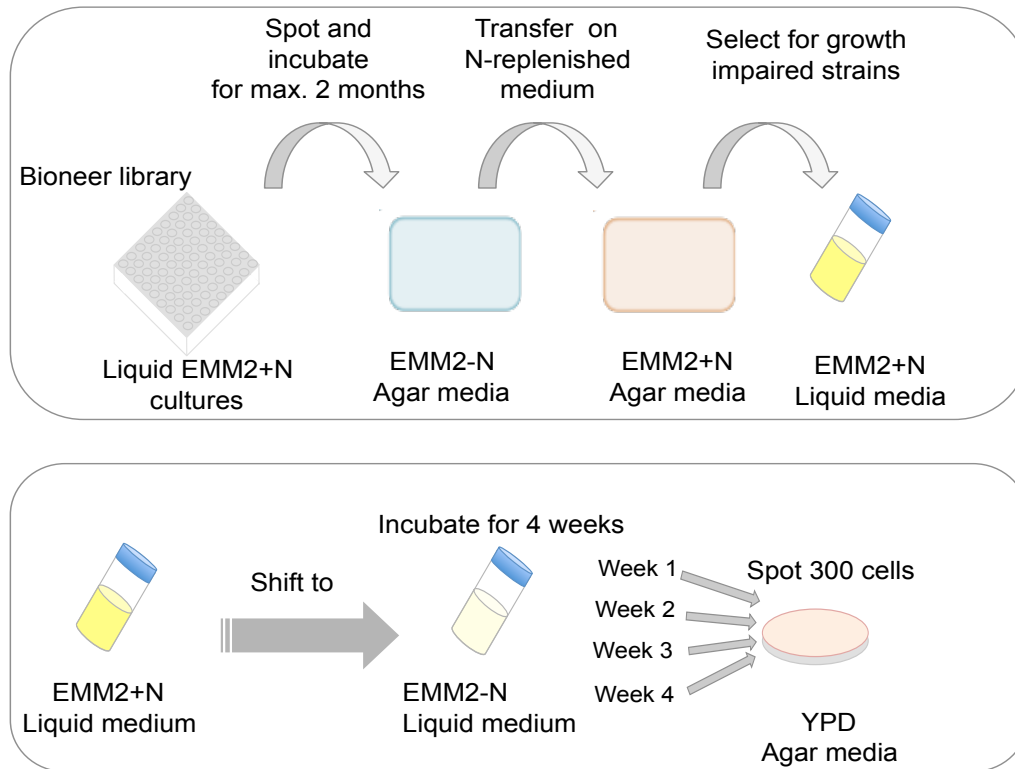 Spot and
incubate
for max. 2 months
Transfer on
N-replenished
medium
Select for growth
impaired strains
Bioneer library
Liquid EMM2+N
cultures
EMM2-N
Agar media
EMM2+N
Agar media
EMM2+N
Liquid media
Incubate for 4 weeks
Shift to
Week 1
Week 2
Week 3
Week 4
Spot 300 cells
EMM2+N
Liquid medium
EMM2-N
Liquid medium
YPD
Agar media